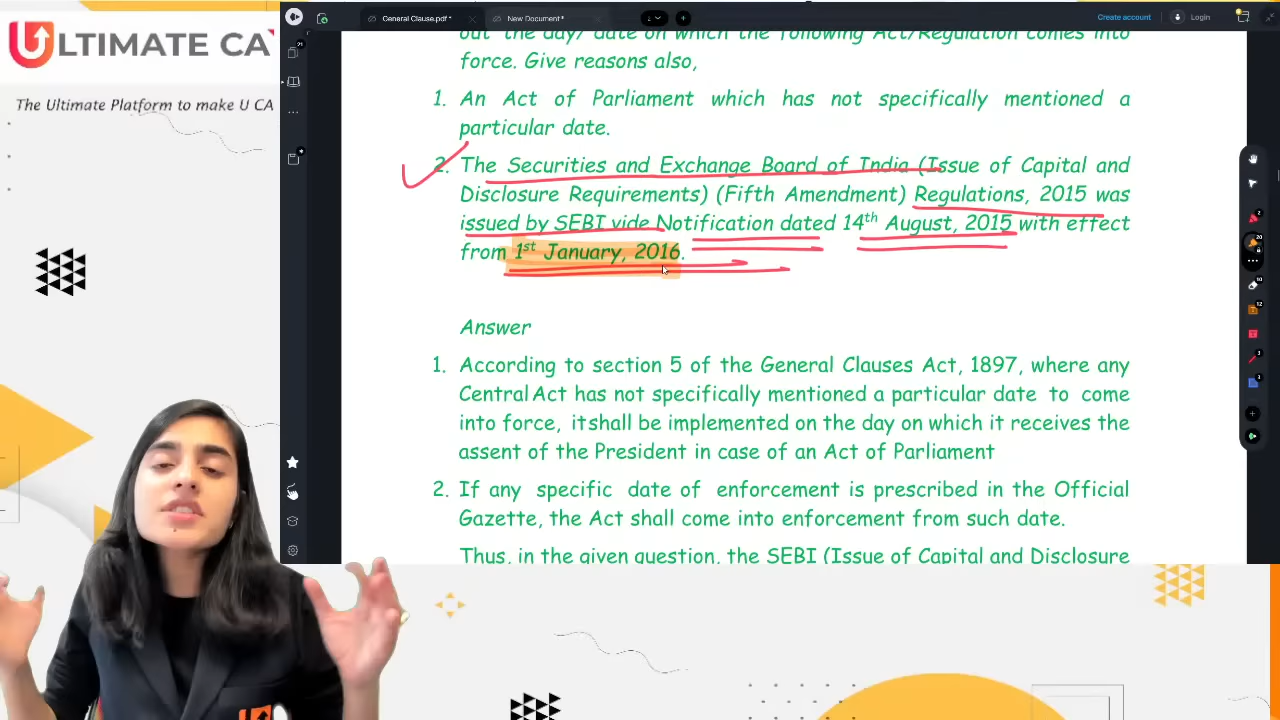 ULTIMATE CA
The Ultimate Platform to make U CA
General Clause.pdf *
New Document*
Create account
Login
out the day/ date on which the following Act/Regulation comes into
force. Give reasons also,
1. An Act of Parliament which has not specifically mentioned a
particular date.
2. The Securities and Exchange Board of India (Issue of Capital and
Disclosure Requirements) (Fifth Amendment) Regulations, 2015 was
issued by SEBI vide Notification dated 14th August, 2015 with effect
from 1st January, 2016.
Answer
1. According to section 5 of the General Clauses Act, 1897, where any
Central Act has not specifically mentioned a particular date to come
into force, itshall be implemented on the day on which it receives the
assent of the President in case of an Act of Parliament
2. If any specific date of enforcement is prescribed in the Official
Gazette, the Act shall come into enforcement from such date.
Thus, in the given question, the SEBI (Issue of Capital and Disclosure